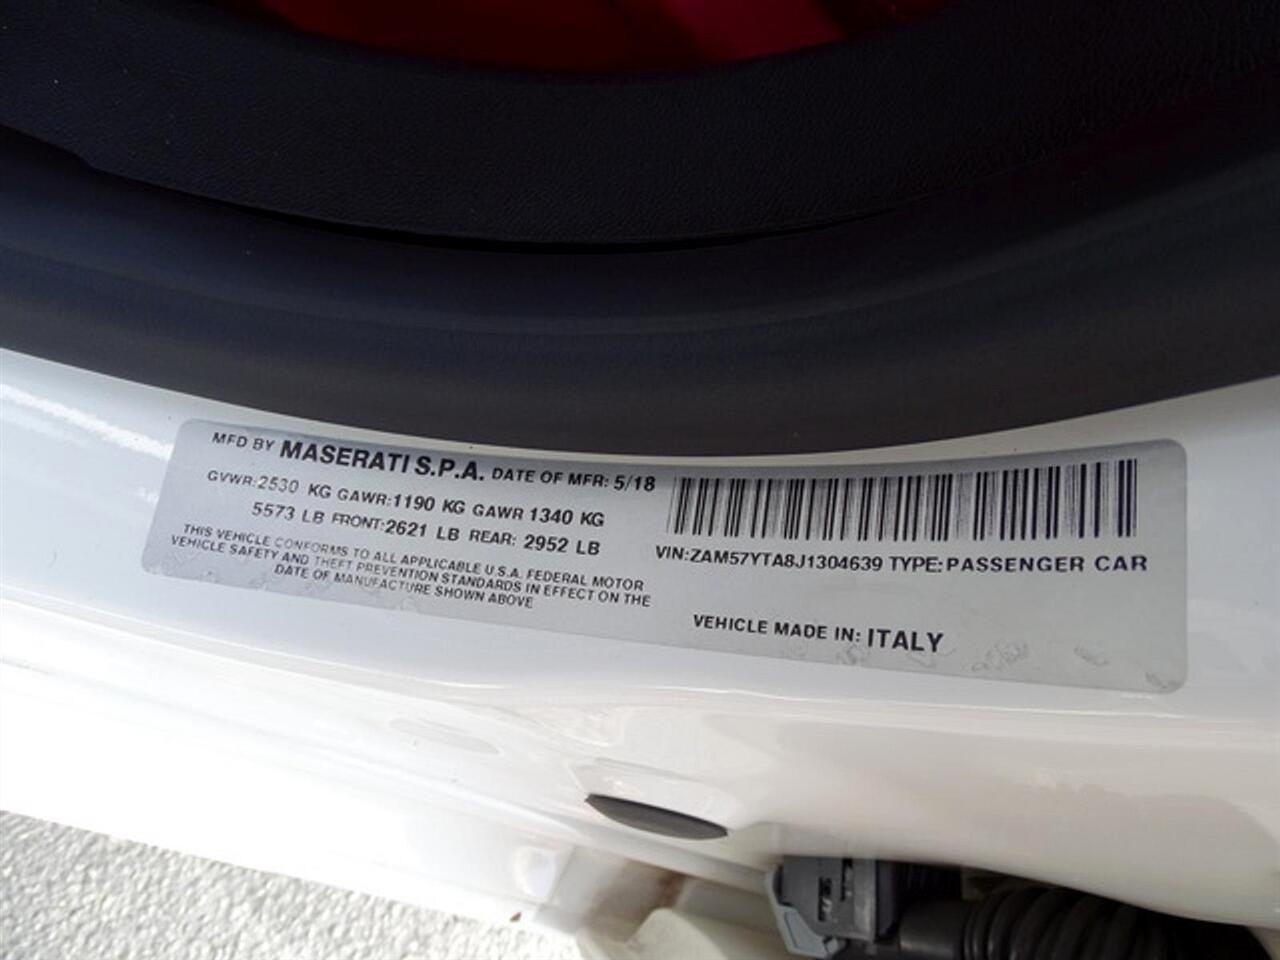 MFD BY MASERATI S.P.A. DATE OF MFR: 5/18
GVWR:2530 KG GAWR:1190 KG GAWR 1340 KG
5573 LB FRONT:2621 LB REAR: 2952 LB
THIS VEHICLE CONFORMS TO ALL APPLICABLE U.S.A. FEDERAL MOTOR
VEHICLE SAFETY AND THEFT PREVENTION STANDARDS IN EFFECT ON THE
DATE OF MANUFACTURE SHOWN ABOVE
VIN:ZAM57YTA8J1304639 TYPE:PASSENGER CAR
VEHICLE MADE IN: ITALY